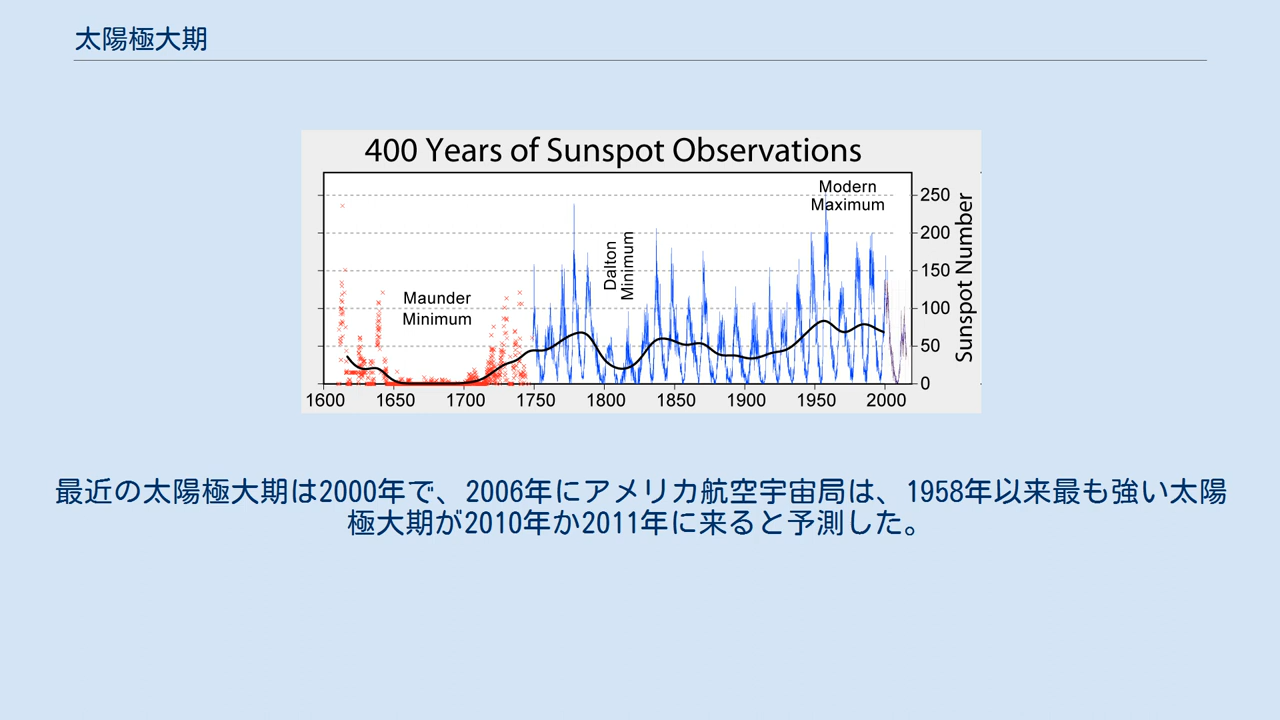 太陽極大期
400 Years of Sunspot Observations
Modern
Maximum
Dalton
Minimum
Maunder
Minimum
250
200
150
100
50
0
Sunspot Number
1600 1650 1700 1750 1800 1850 1900 1950 2000
最近の太陽極大期は2000年で、2006年にアメリカ航空宇宙局は、1958年以来最も強い太陽
極大期が2010年か2011年に来ると予測した。